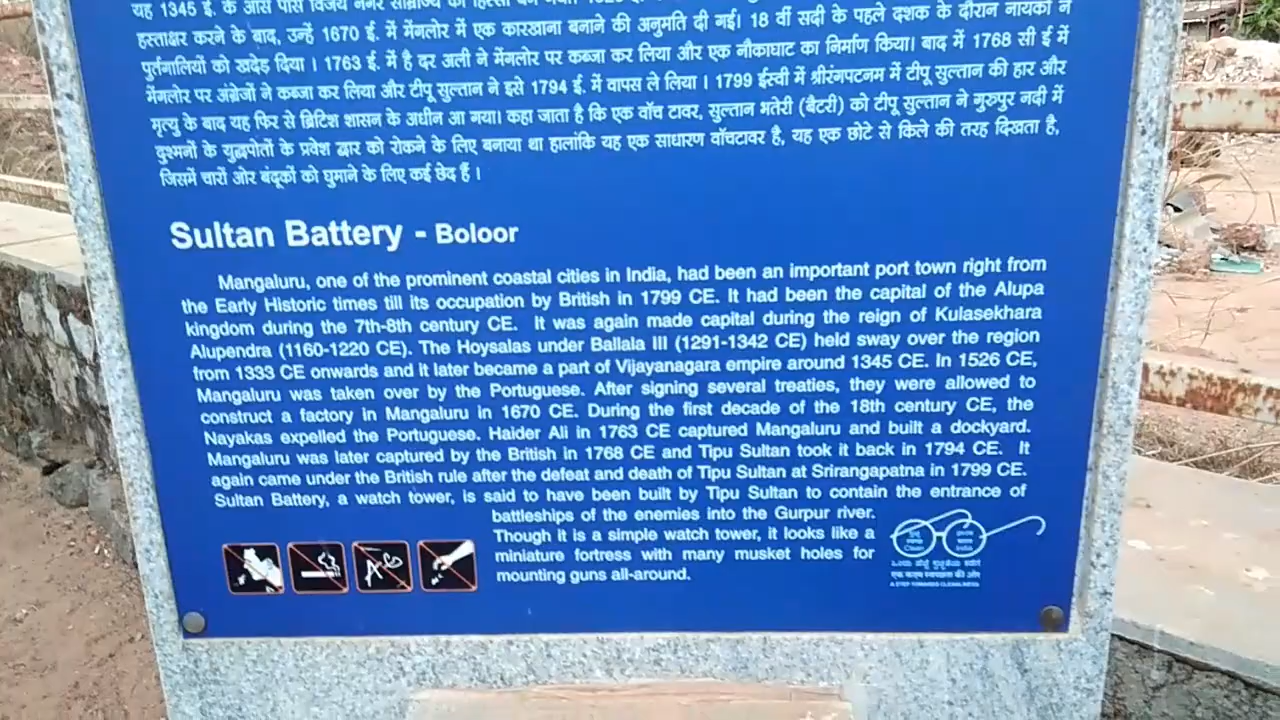 यह 1345 ई. के आस पास विजय नगर साम्राज्य का हिस्सा बन गया।
हस्ताक्षर करने के बाद, उन्हें 1670 ई. में मेंगलोर में एक कारखाना बनाने की अनुमति दी गई। 18 वीं सदी के पहले दशक के दौरान नायकों ने
पुर्तगालियों को खदेड़ दिया । 1763 ई. में है दर अली ने मेंगलोर पर कब्जा कर लिया और एक नौकाघाट का निर्माण किया। बाद में 1768 सी ई में
मेंगलोर पर अंग्रेजों ने कब्जा कर लिया और टीपू सुल्तान ने इसे 1794 ई. में वापस ले लिया । 1799 ईस्वी में श्रीरंगपटनम में टीपू सुल्तान की हार और
मृत्यु के बाद यह फिर से ब्रिटिश शासन के अधीन आ गया। कहा जाता है कि एक वॉच टावर, सुल्तान भतेरी (बैटरी) को टीपू सुल्तान ने गुरुपुर नदी में
दुश्मनों के युद्धपोतों के प्रवेश द्वार को रोकने के लिए बनाया था हालांकि यह एक साधारण वॉचटावर है, यह एक छोटे से किले की तरह दिखता है,
जिसमें चारों ओर बंदूकों को घुमाने के लिए कई छेद हैं ।
Sultan Battery - Boloor
Mangaluru, one of the prominent coastal cities in India, had been an important port town right from
the Early Historic times till its occupation by British in 1799 CE. It had been the capital of the Alupa
kingdom during the 7th-8th century CE. It was again made capital during the reign of Kulasekhara
Alupendra (1160-1220 CE). The Hoysalas under Ballala III (1291-1342 CE) held sway over the region
from 1333 CE onwards and it later became a part of Vijayanagara empire around 1345 CE. In 1526 CE,
Mangaluru was taken over by the Portuguese. After signing several treaties, they were allowed to
construct a factory in Mangaluru in 1670 CE. During the first decade of the 18th century CE, the
Nayakas expelled the Portuguese. Haider Ali in 1763 CE captured Mangaluru and built a dockyard.
Mangaluru was later captured by the British in 1768 CE and Tipu Sultan took it back in 1794 CE. It
again came under the British rule after the defeat and death of Tipu Sultan at Srirangapatna in 1799 CE.
Sultan Battery, a watch tower, is said to have been built by Tipu Sultan to contain the entrance of
battleships of the enemies into the Gurpur river.
Though it is a simple watch tower, it looks like a
miniature fortress with many musket holes for
mounting guns all-around.
Clean India
एक कदम स्वच्छता की ओर
A STEP TOWARDS CLEAN INDIA